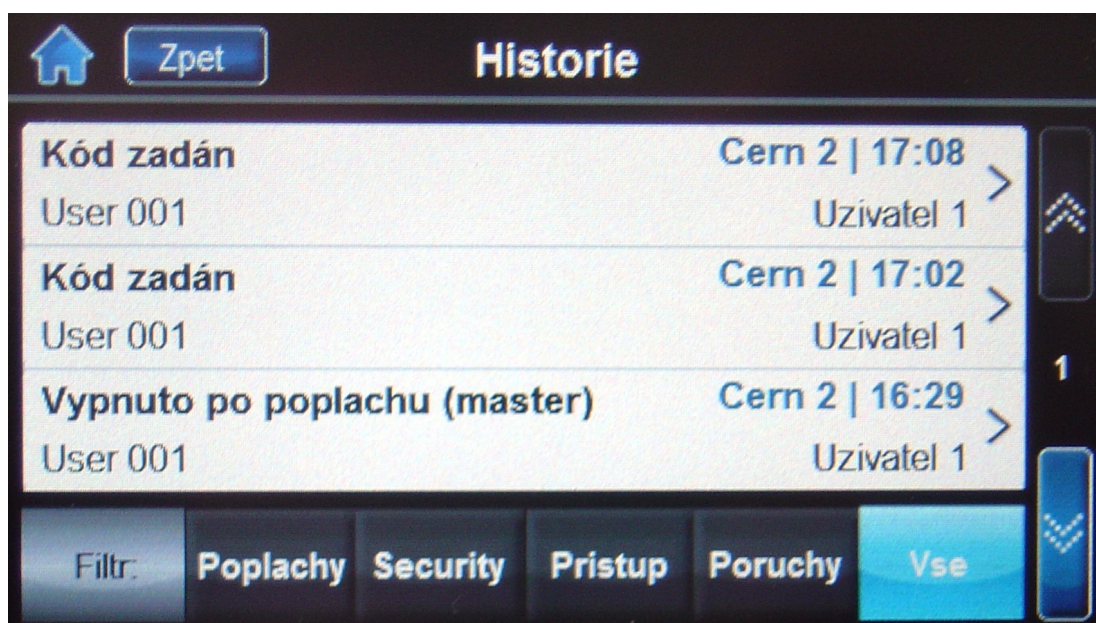 Zpet Historie
Kód zadán Cern 2 | 17:08
User 001 Uzivatel 1
Kód zadán Cern 2 | 17:02
User 001 Uzivatel 1
1
Vypnuto po poplachu (master) Cern 2 | 16:29
User 001 Uzivatel 1
Filtr: Poplachy Security Pristup Poruchy Vse